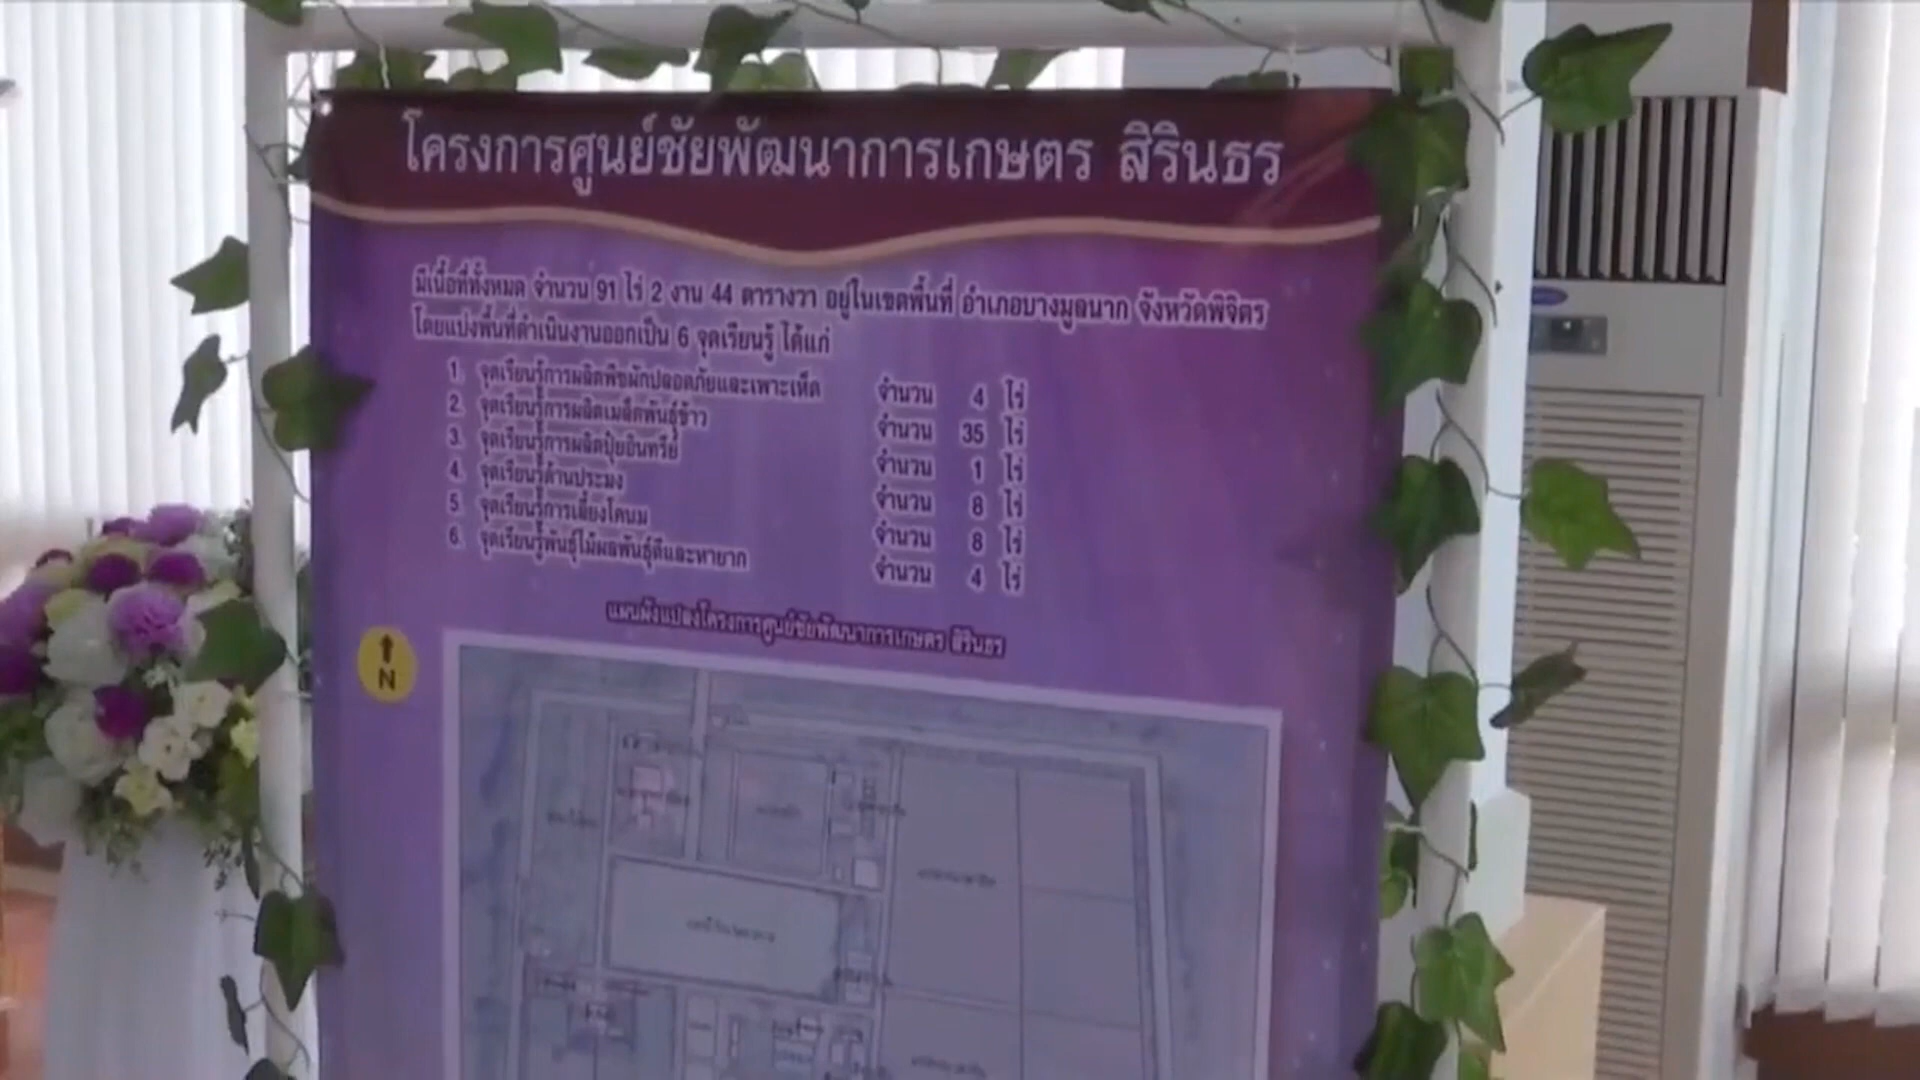 โครงการศูนย์ชัยพัฒนาการเกษตร สิรินธร
มีเนื้อที่ทั้งหมด จำนวน 91 ไร่ 2 งาน 44 ตารางวา อยู่ในเขตพื้นที่ อำเภอบางมูลนาก จังหวัดพิจิตร
โดยแบ่งพื้นที่ดำเนินงานออกเป็น 6 จุดเรียนรู้ ได้แก่
1. จุดเรียนรู้การผลิตพืชผักปลอดภัยและเพาะเห็ด จำนวน 4 ไร่
2. จุดเรียนรู้การผลิตเมล็ดพันธุ์ข้าว จำนวน 35 ไร่
3. จุดเรียนรู้การผลิตปุ๋ยอินทรีย์ จำนวน 1 ไร่
4. จุดเรียนรู้ด้านประมง จำนวน 8 ไร่
5. จุดเรียนรู้การเลี้ยงโคนม จำนวน 8 ไร่
6. จุดเรียนรู้พันธุ์ไม้ผลพันธุ์ดีและหายาก จำนวน 4 ไร่
แผนผังแปลงโครงการศูนย์ชัยพัฒนาการเกษตร สิรินธร
N